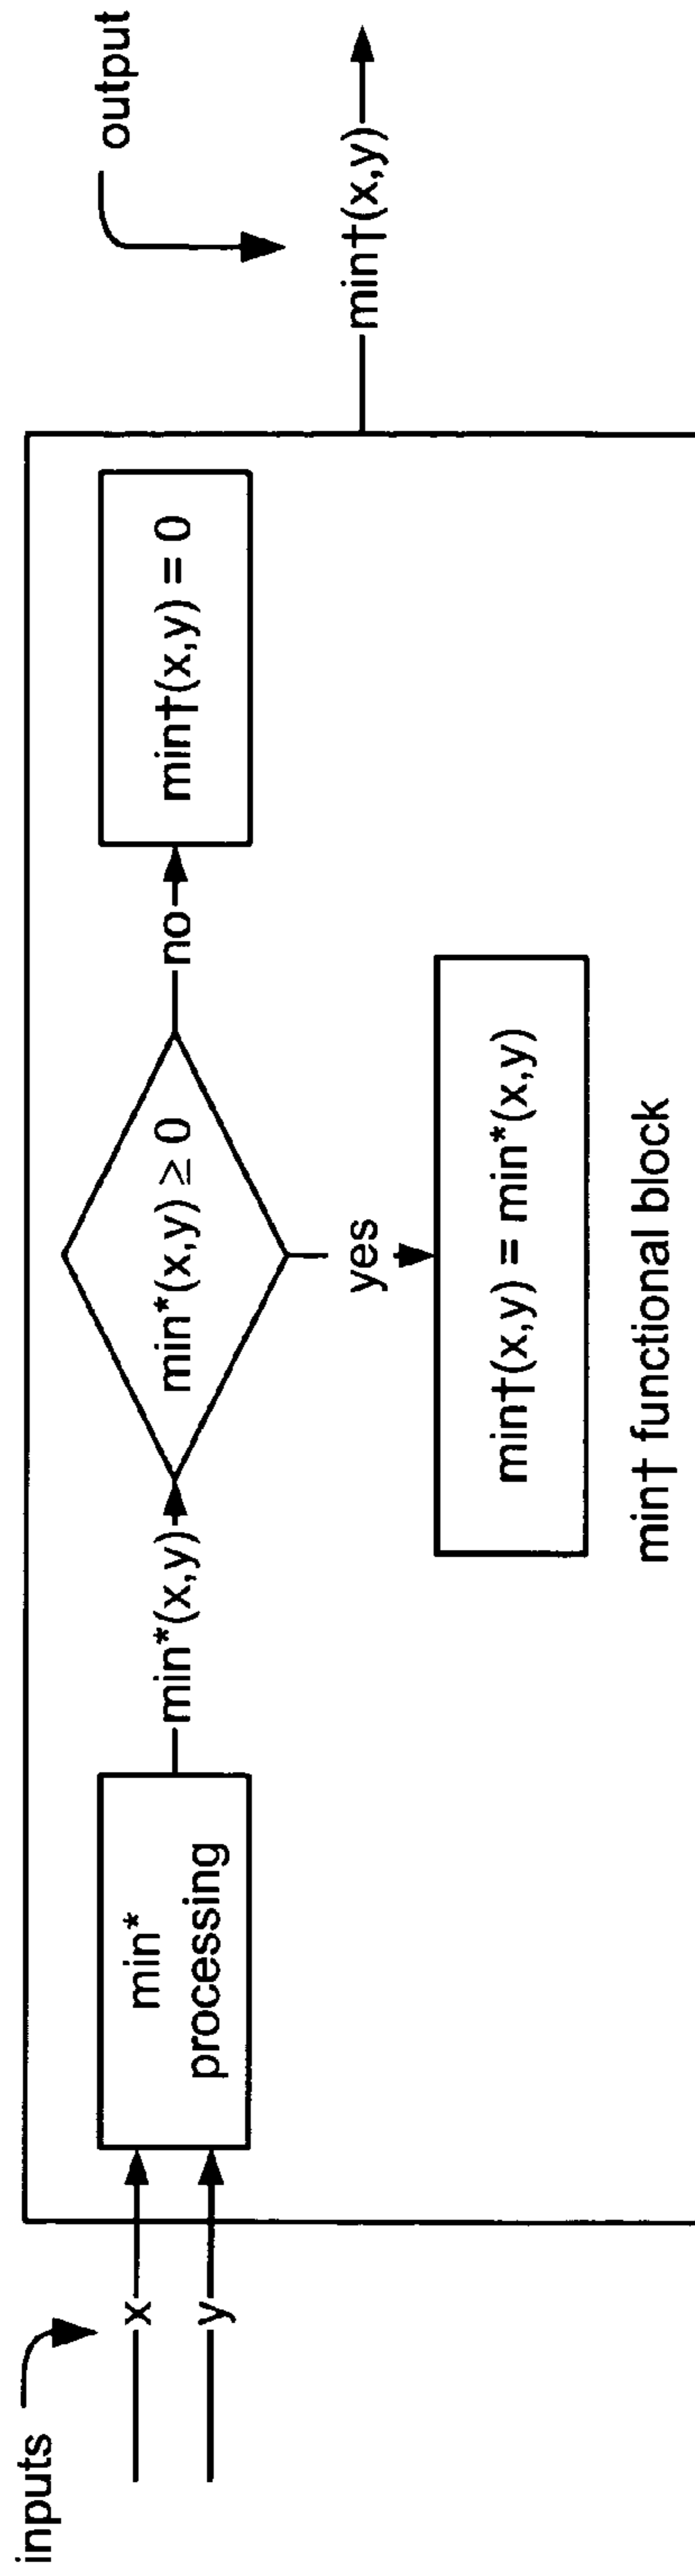 inputs
x
y
min*
processing
min*(x,y)
min*(x,y) ≥ 0
no
min†(x,y) = 0
yes
min†(x,y) = min*(x,y)
min† functional block
output
min†(x,y)